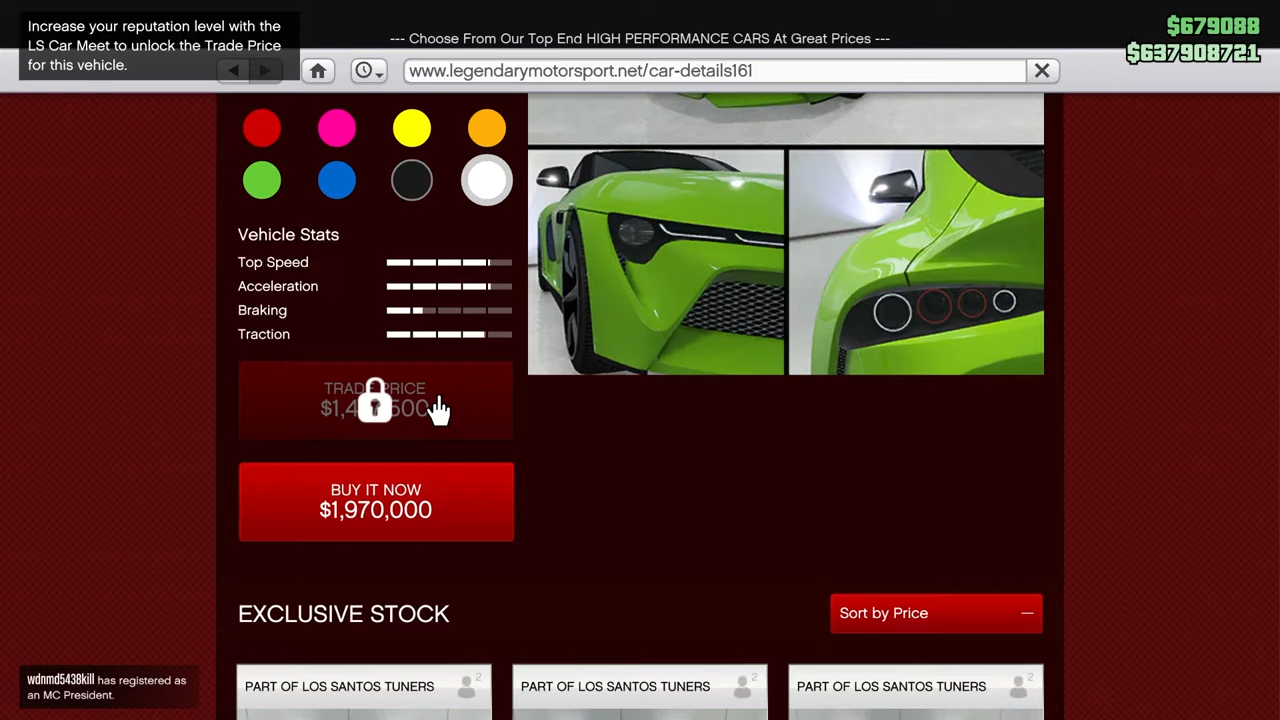 Increase your reputation level with the
LS Car Meet to unlock the Trade Price
for this vehicle.
--- Choose From Our Top End HIGH PERFORMANCE CARS At Great Prices ---
$679088
$637908721
www.legendarymotorsport.net/car-details161
Vehicle Stats
Top Speed
Acceleration
Braking
Traction
TRADE PRICE
BUY IT NOW
$1,970,000
EXCLUSIVE STOCK
Sort by Price
PART OF LOS SANTOS TUNERS
2
PART OF LOS SANTOS TUNERS
2
PART OF LOS SANTOS TUNERS
2
wdnmd5438kill has registered as
an MC President.